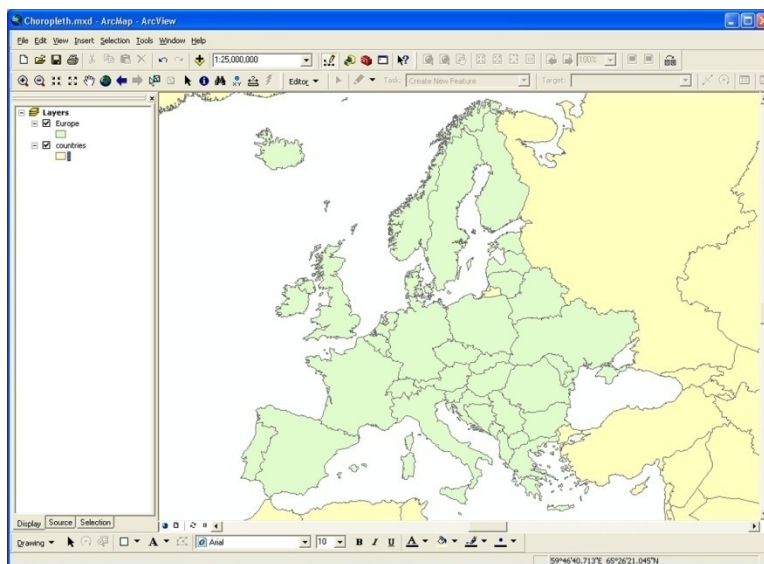 Choropleth.mxd - ArcMap - ArcView
File Edit View Insert Selection Tools Window Help
1:25,000,000 100%
Editor Task: Create New Feature Target:
Layers
Europe
countries
Display Source Selection
Drawing A Arial 10 B I U A
59°46'40.713"E 65°26'21.045"N